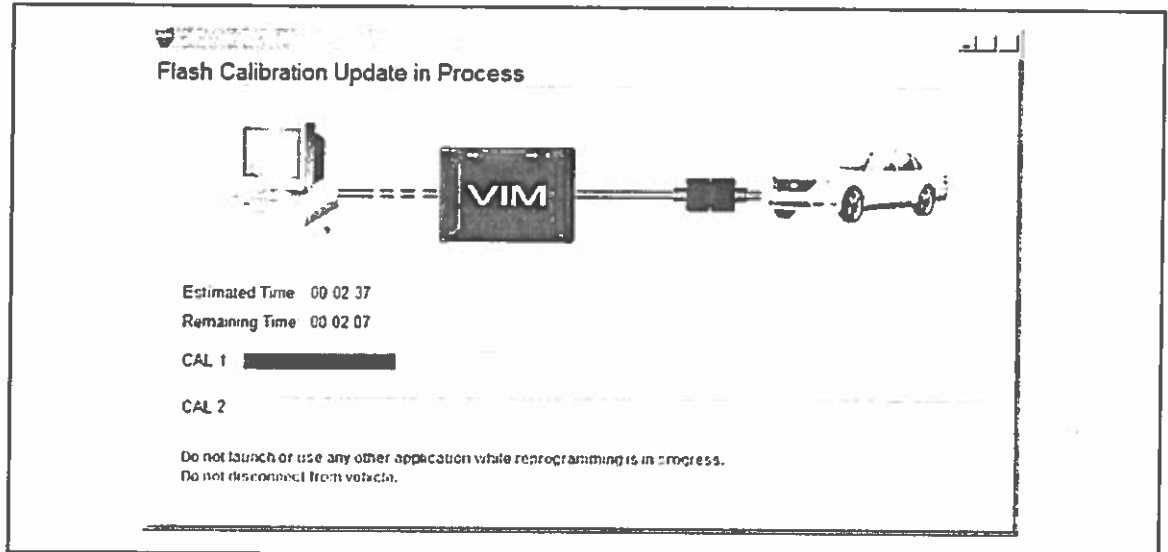 Flash Calibration Update in Process
VIM
Estimated Time 00 02 37
Remaining Time: 00 02 07
CAL 1
CAL 2
Do not launch or use any other application while reprogramming is in progress.
Do not disconnect from vehicle.